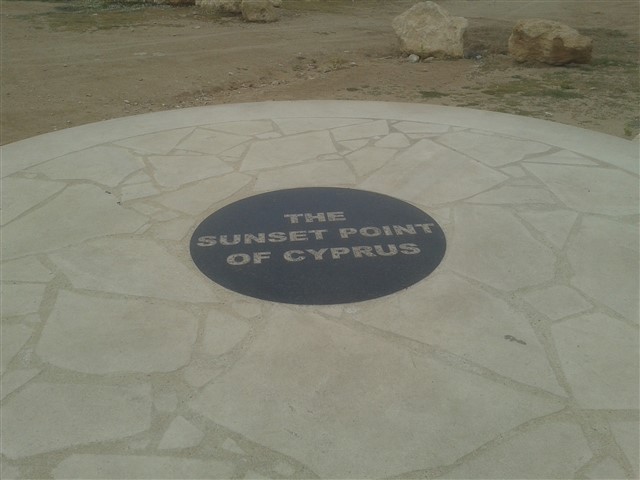 THE
SUNSET POINT
OF CYPRUS